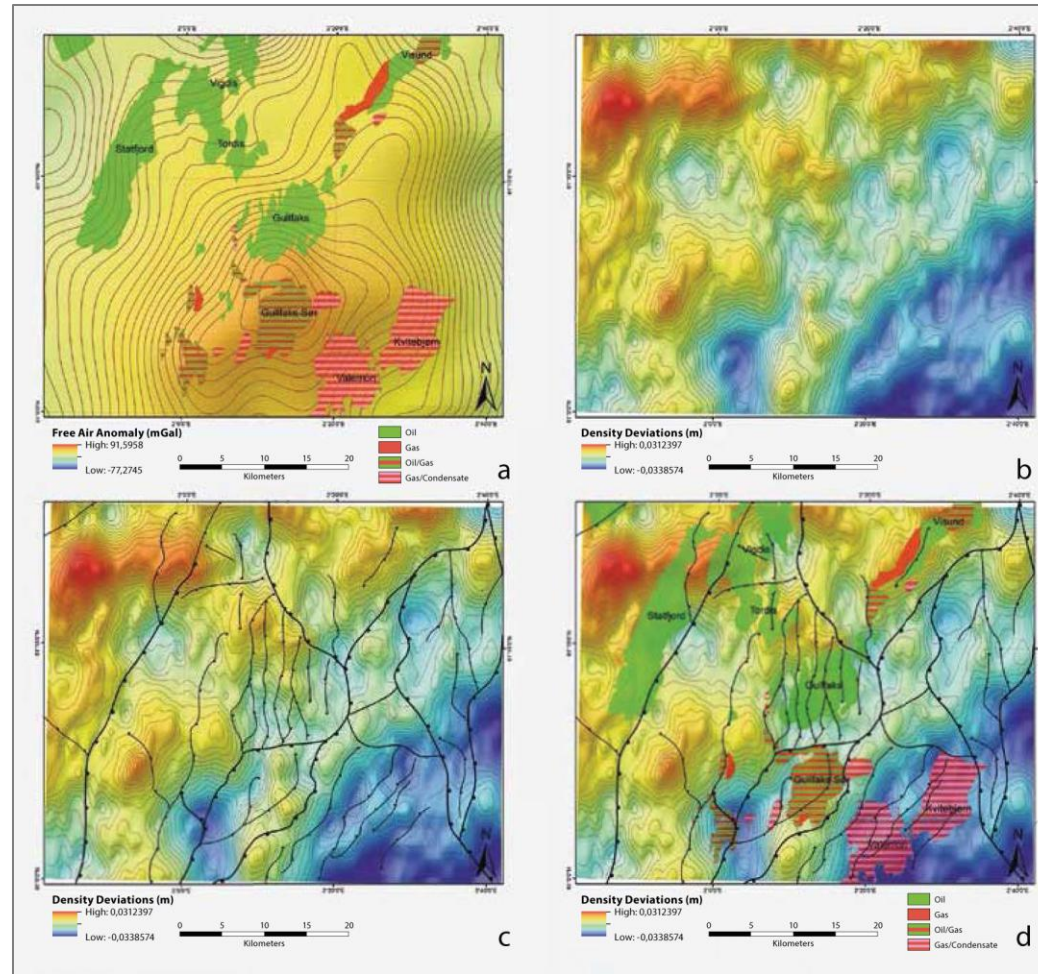 Visund
Vigdis
Statfjord
Tordis
Gullfaks
Gullfaks Sør
Kvitebjørn
Valemon
N
Free Air Anomaly (mGal)
High: 91,5958
Low: -77,2745
0 5 10 15 20
Kilometers
Oil
Gas
Oil/Gas
Gas/Condensate
a
N
Density Deviations (m)
High: 0,0312397
Low: -0,0338574
0 5 10 15 20
Kilometers
b
N
Density Deviations (m)
High: 0,0312397
Low: -0,0338574
0 5 10 15 20
Kilometers
c
Visund
Vigdis
Statfjord
Tordis
Gullfaks
Gullfaks Sør
Kvitebjørn
Valemon
N
Density Deviations (m)
High: 0,0312397
Low: -0,0338574
0 5 10 15 20
Kilometers
Oil
Gas
Oil/Gas
Gas/Condensate
d